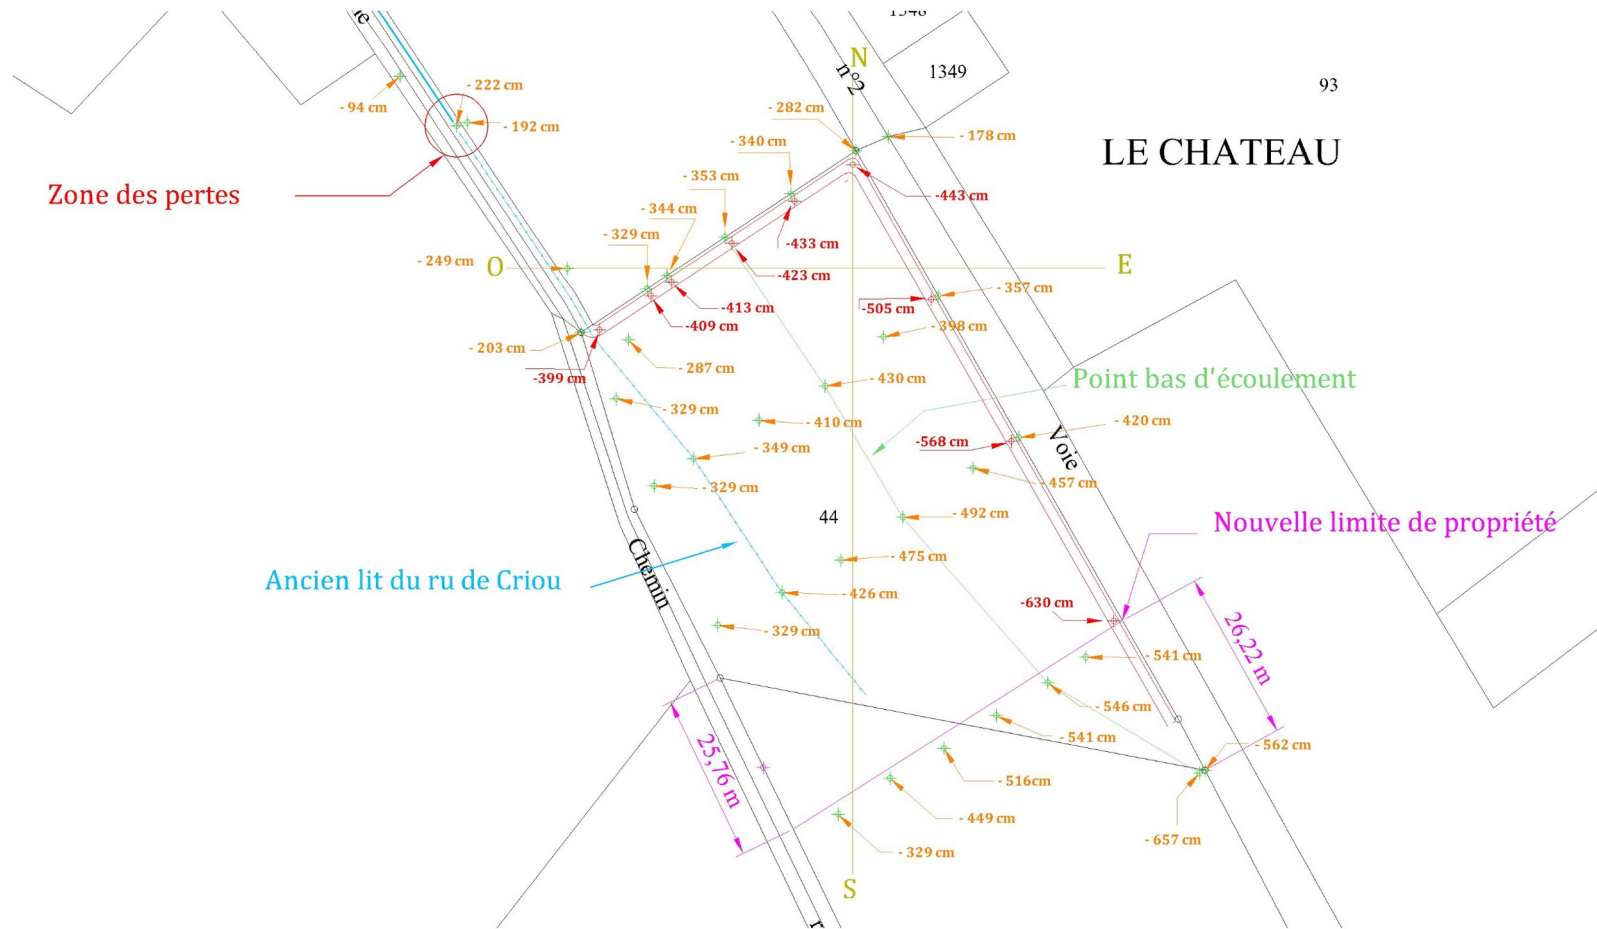 1348
1349
93
N
n°2
- 222 cm
- 94 cm
- 192 cm
- 282 cm
- 178 cm
- 340 cm
LE CHATEAU
- 353 cm
Zone des pertes
-443 cm
- 344 cm
- 329 cm
-433 cm
- 249 cm
O
E
-423 cm
- 357 cm
-413 cm
-505 cm
-409 cm
- 398 cm
- 203 cm
- 287 cm
-399 cm
- 430 cm
Point bas d'écoulement
- 329 cm
- 410 cm
- 420 cm
-568 cm
- 349 cm
Voie
- 457 cm
- 329 cm
44
- 492 cm
Nouvelle limite de propriété
- 475 cm
Chemin
Ancien lit du ru de Criou
- 426 cm
-630 cm
- 329 cm
26,22 m
- 541 cm
- 546 cm
- 541 cm
- 562 cm
25,76 m
- 516cm
- 449 cm
- 657 cm
- 329 cm
S